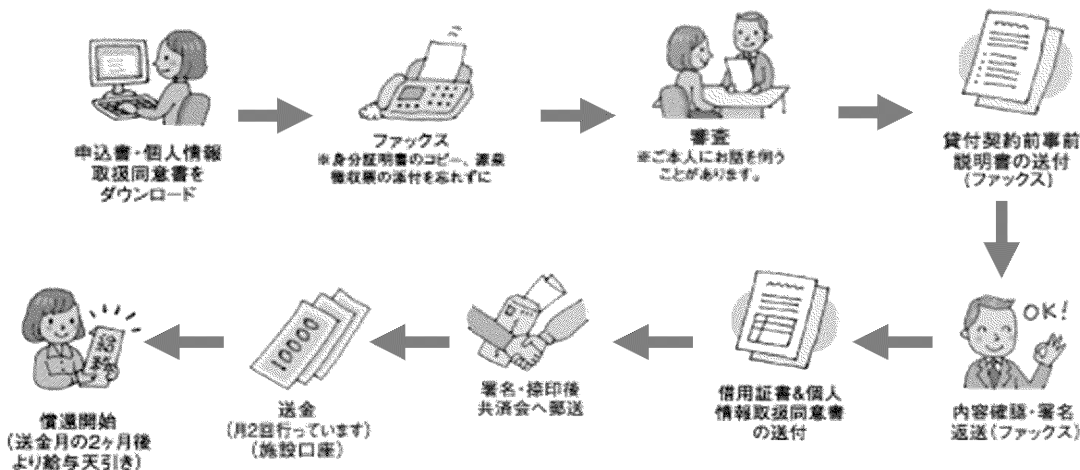 申込書・個人情報
取扱同意書を
ダウンロード
ファックス
※身分証明書のコピー、源泉
徴収票の添付を忘れずに
審査
※ご本人にお話を伺う
ことがあります。
貸付契約前事前
説明書の送付
(ファックス)
OK!
内容確認・署名
返送(ファックス)
借用証書&個人
情報取扱同意書
の送付
署名・捺印後
共済会へ郵送
10000
送金
(月2回行っています)
(施設口座)
給料
償還開始
(送金月の2ヶ月後
より給与天引き)